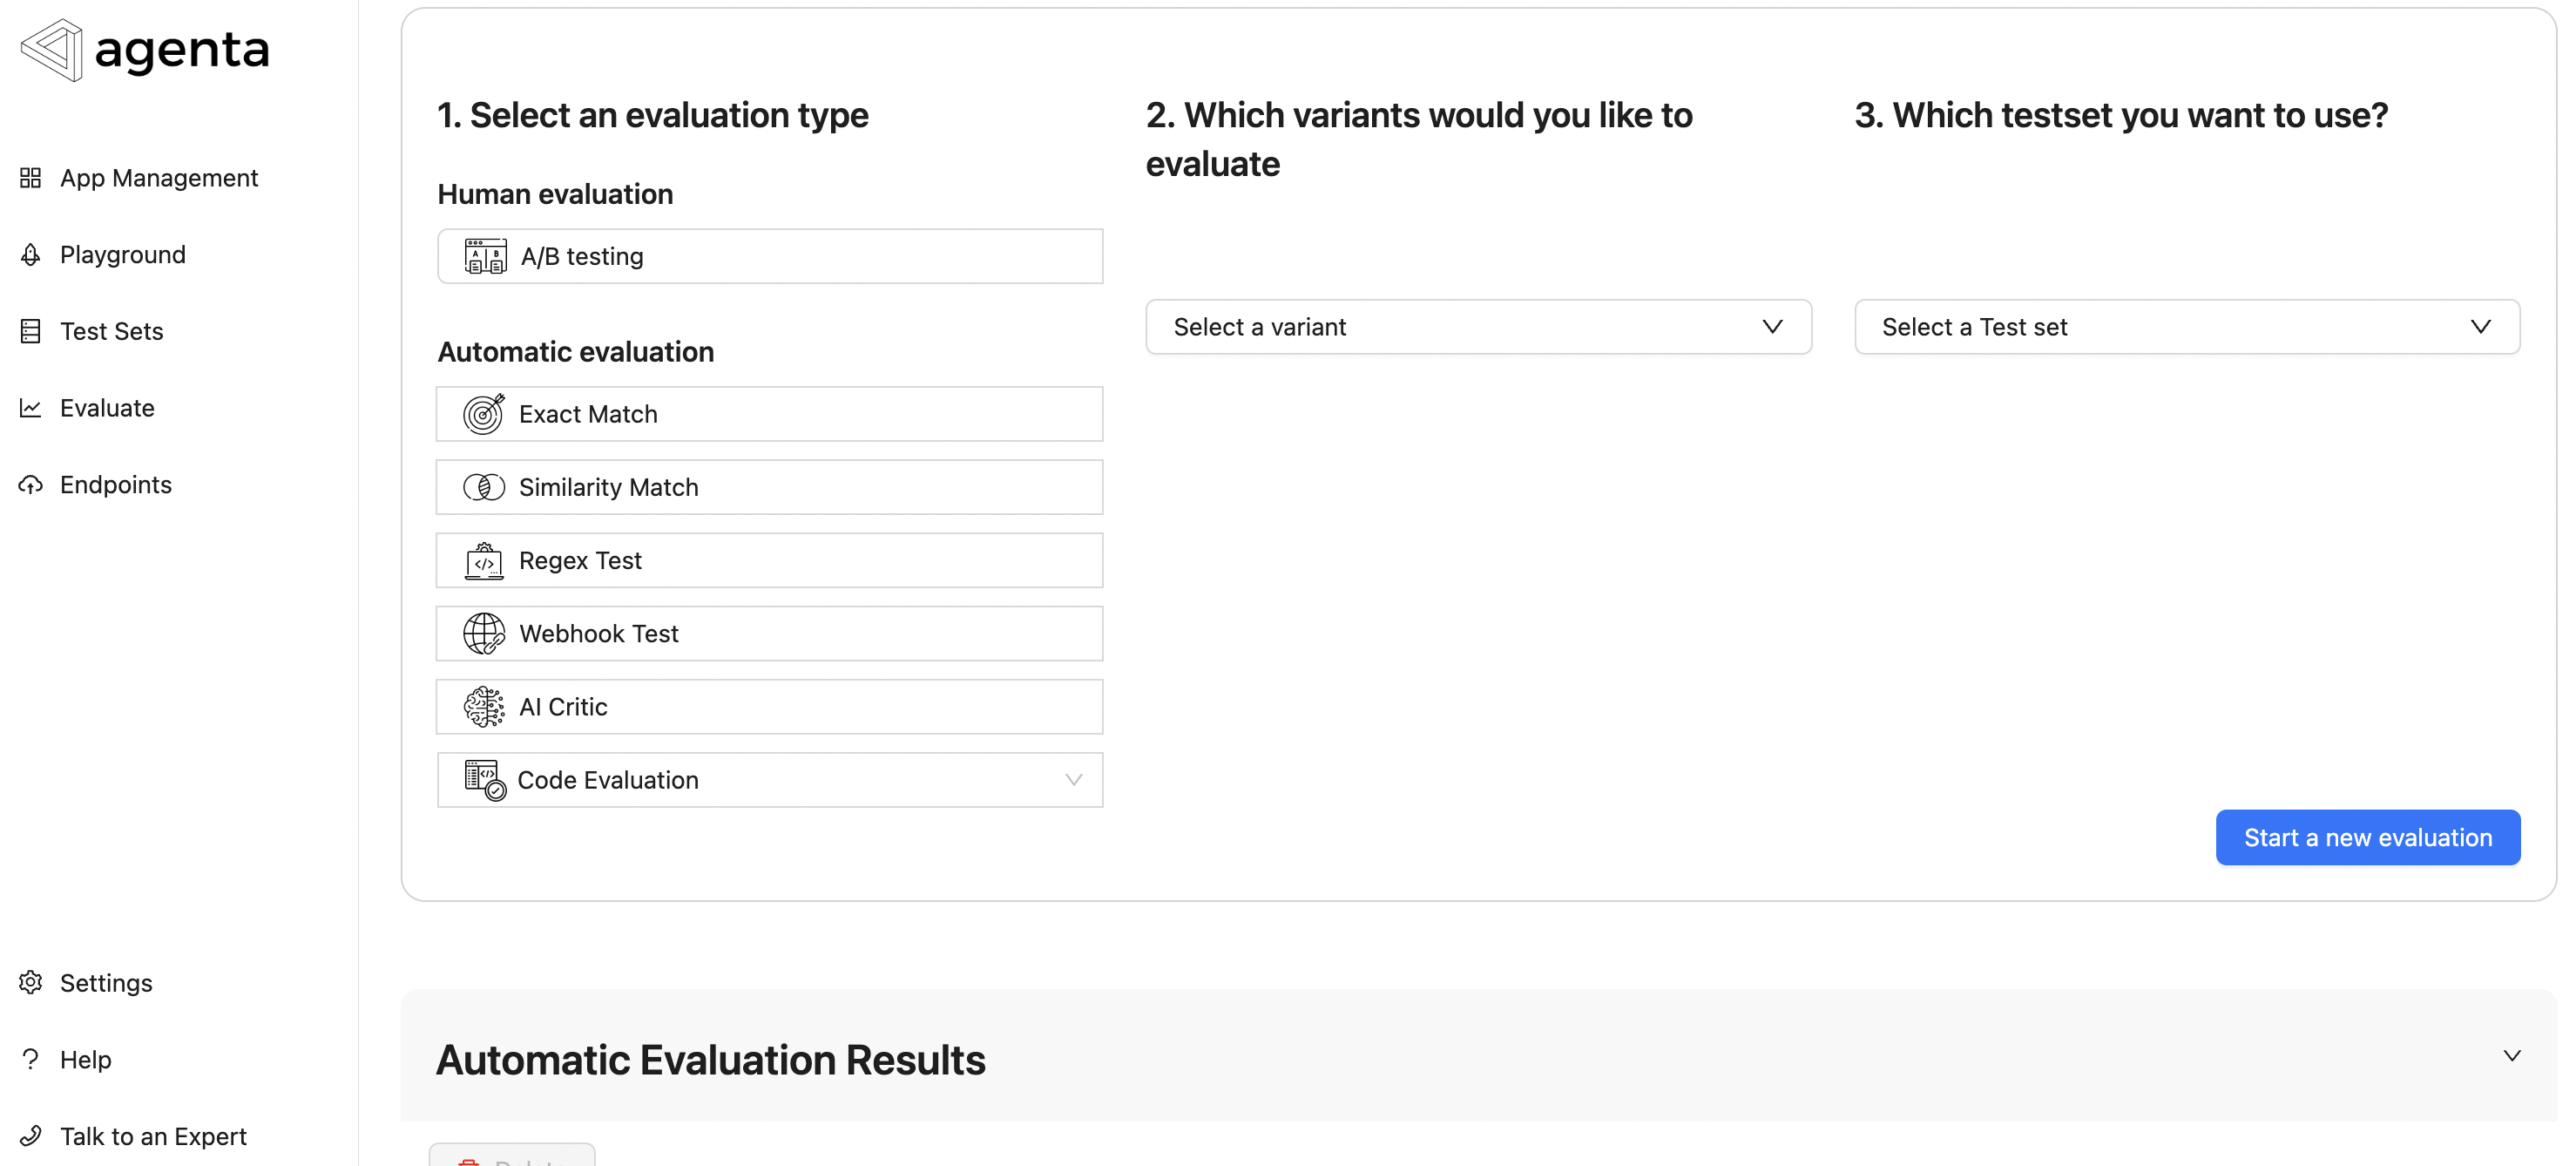 agenta
App Management
Playground
Test Sets
Evaluate
Endpoints
Settings
Help
Talk to an Expert
1. Select an evaluation type
Human evaluation
A/B testing
Automatic evaluation
Exact Match
Similarity Match
Regex Test
Webhook Test
AI Critic
Code Evaluation
2. Which variants would you like to
evaluate
Select a variant
3. Which testset you want to use?
Select a Test set
Start a new evaluation
Automatic Evaluation Results